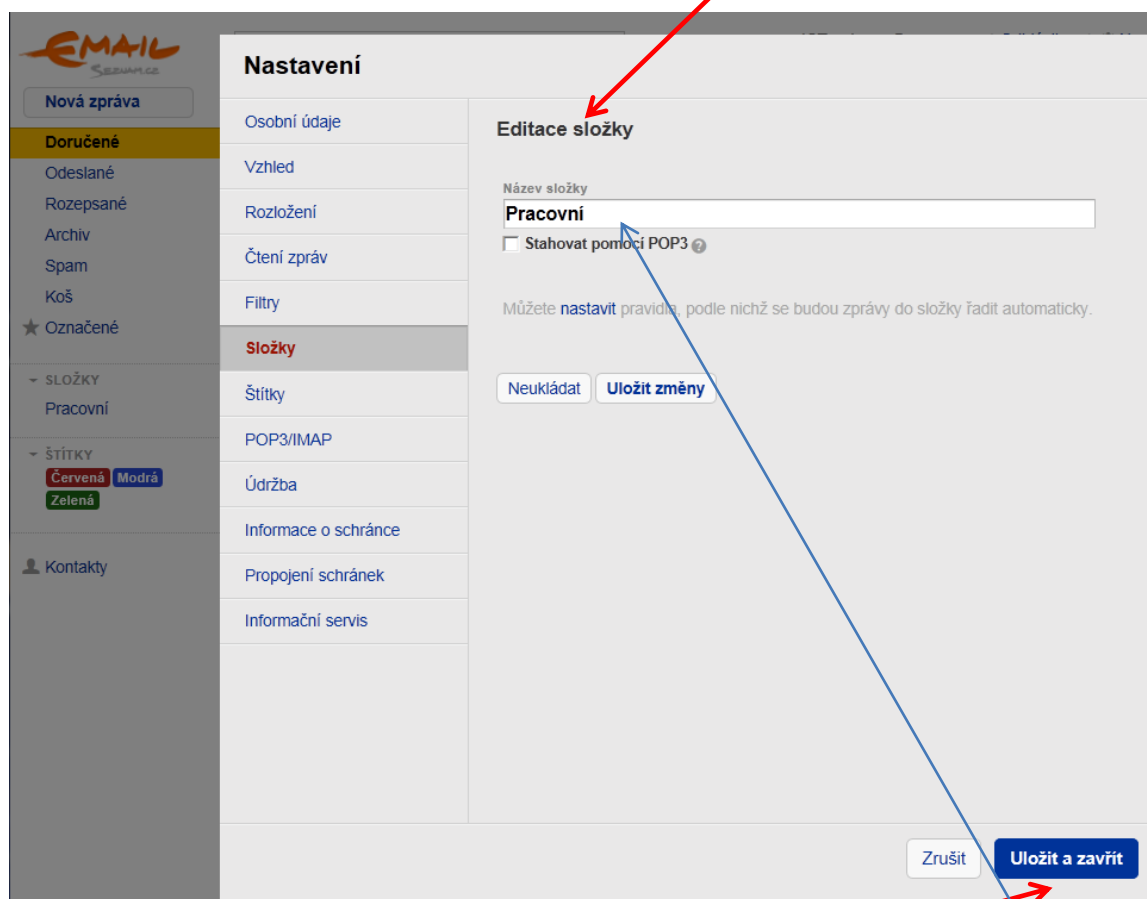 EMAIL
SEZNAM.CZ
Nová zpráva
Doručené
Odeslané
Rozepsané
Archiv
Spam
Koš
Označené
SLOŽKY
Pracovní
ŠTÍTKY
Červená Modrá
Zelená
Kontakty
Nastavení
Osobní údaje
Vzhled
Rozložení
Čtení zpráv
Filtry
Složky
Štítky
POP3/IMAP
Údržba
Informace o schránce
Propojení schránek
Informační servis
Editace složky
Název složky
Pracovní
Stahovat pomocí POP3 ?
Můžete nastavit pravidla, podle nichž se budou zprávy do složky řadit automaticky.
Neukládat Uložit změny
Zrušit Uložit a zavřít